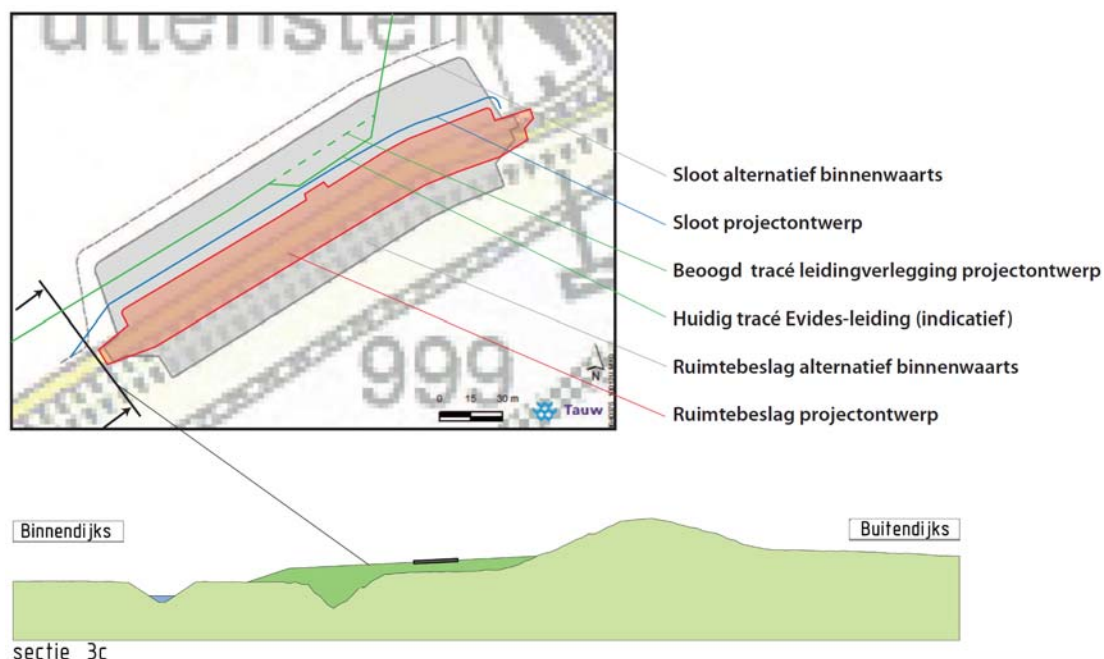 uttenstein
Sloot alternatief binnenwaarts
Sloot projectontwerp
Beoogd tracé leidingverlegging projectontwerp
Huidig tracé Evides-leiding (indicatief)
Ruimtebeslag alternatief binnenwaarts
Ruimtebeslag projectontwerp
999
N
0 15 30 m
Tauw
Binnendijks
Buitendijks
sectie 3c